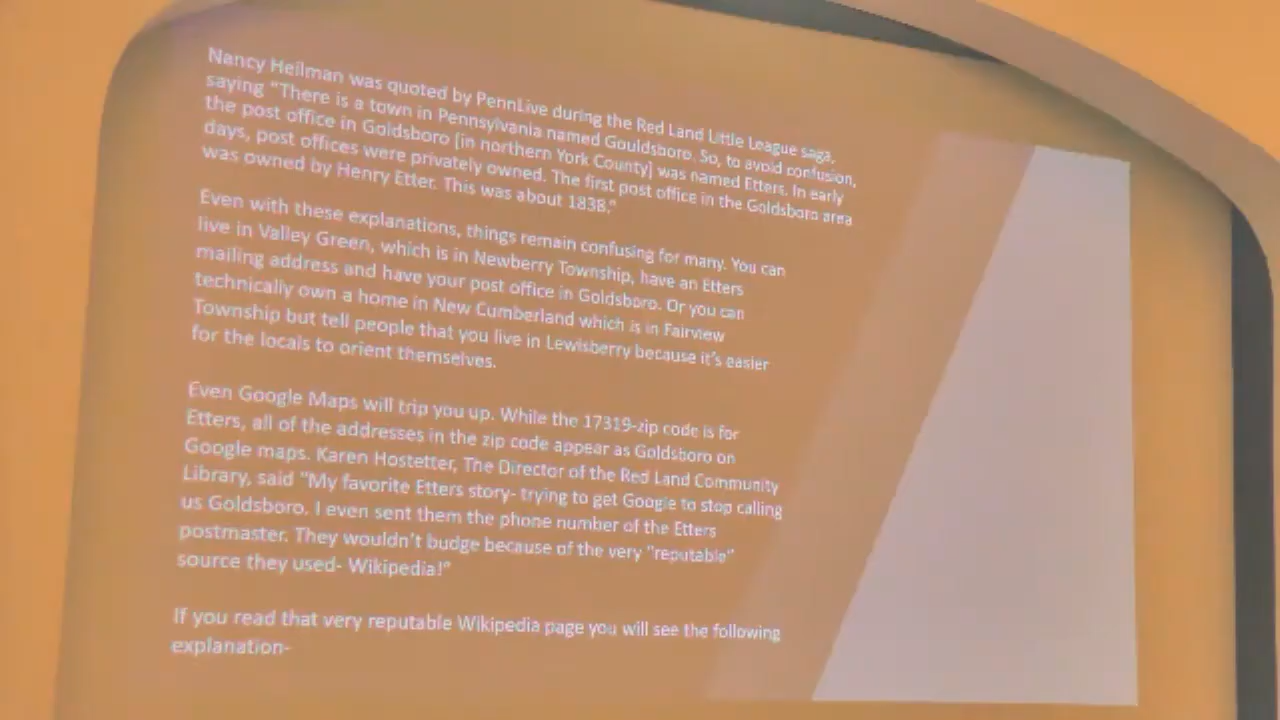 Nancy Heilman was quoted by PennLive during the Red Land Little League saga,
saying "There is a town in Pennsylvania named Gouldsboro. So, to avoid confusion,
the post office in Goldsboro [in northern York County] was named Etters. In early
days, post offices were privately owned. The first post office in the Goldsboro area
was owned by Henry Etter. This was about 1838."
Even with these explanations, things remain confusing for many. You can
live in Valley Green, which is in Newberry Township, have an Etters
mailing address and have your post office in Goldsboro. Or you can
technically own a home in New Cumberland which is in Fairview
Township but tell people that you live in Lewisberry because it's easier
for the locals to orient themselves.
Even Google Maps will trip you up. While the 17319-zip code is for
Etters, all of the addresses in the zip code appear as Goldsboro on
Google maps. Karen Hostetter, The Director of the Red Land Community
Library, said "My favorite Etters story- trying to get Google to stop calling
us Goldsboro. I even sent them the phone number of the Etters
postmaster. They wouldn't budge because of the very "reputable"
source they used- Wikipedia!"
If you read that very reputable Wikipedia page you will see the following
explanation-